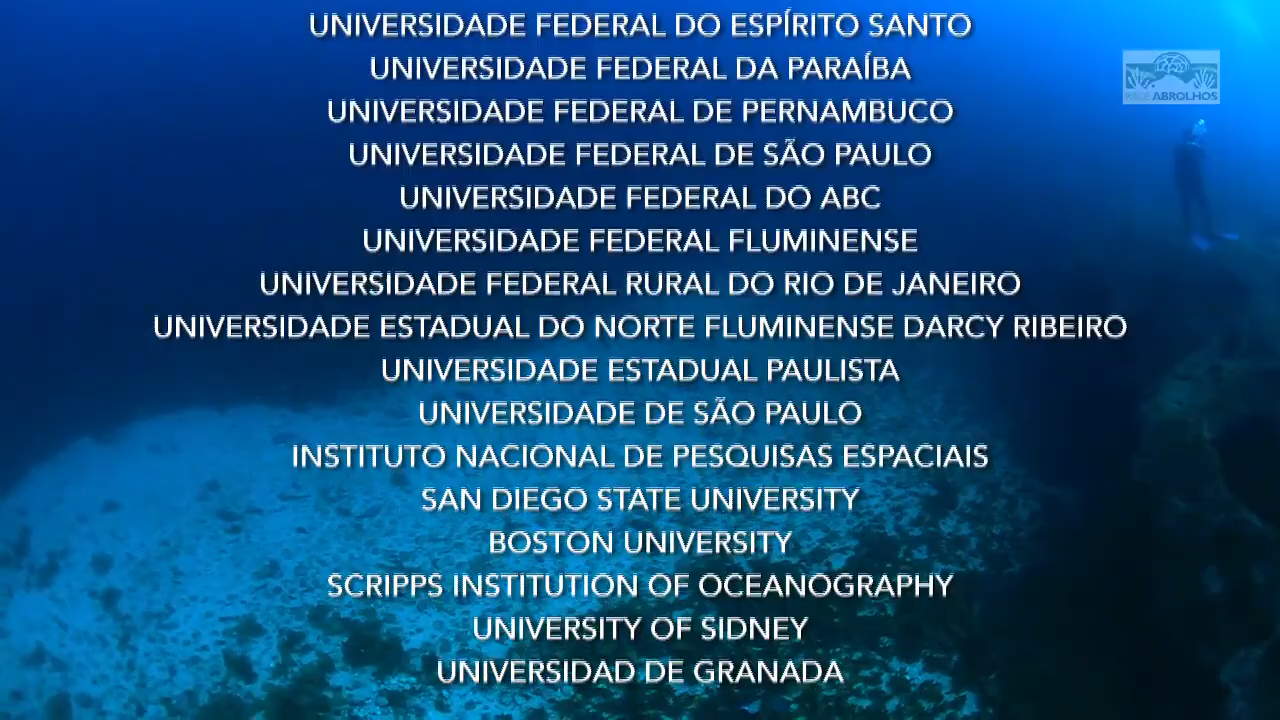 UNIVERSIDADE FEDERAL DO ESPÍRITO SANTO
UNIVERSIDADE FEDERAL DA PARAÍBA
UNIVERSIDADE FEDERAL DE PERNAMBUCO
UNIVERSIDADE FEDERAL DE SÃO PAULO
UNIVERSIDADE FEDERAL DO ABC
UNIVERSIDADE FEDERAL FLUMINENSE
UNIVERSIDADE FEDERAL RURAL DO RIO DE JANEIRO
UNIVERSIDADE ESTADUAL DO NORTE FLUMINENSE DARCY RIBEIRO
UNIVERSIDADE ESTADUAL PAULISTA
UNIVERSIDADE DE SÃO PAULO
INSTITUTO NACIONAL DE PESQUISAS ESPACIAIS
SAN DIEGO STATE UNIVERSITY
BOSTON UNIVERSITY
SCRIPPS INSTITUTION OF OCEANOGRAPHY
UNIVERSITY OF SIDNEY
UNIVERSIDAD DE GRANADA
REDE ABROLHOS